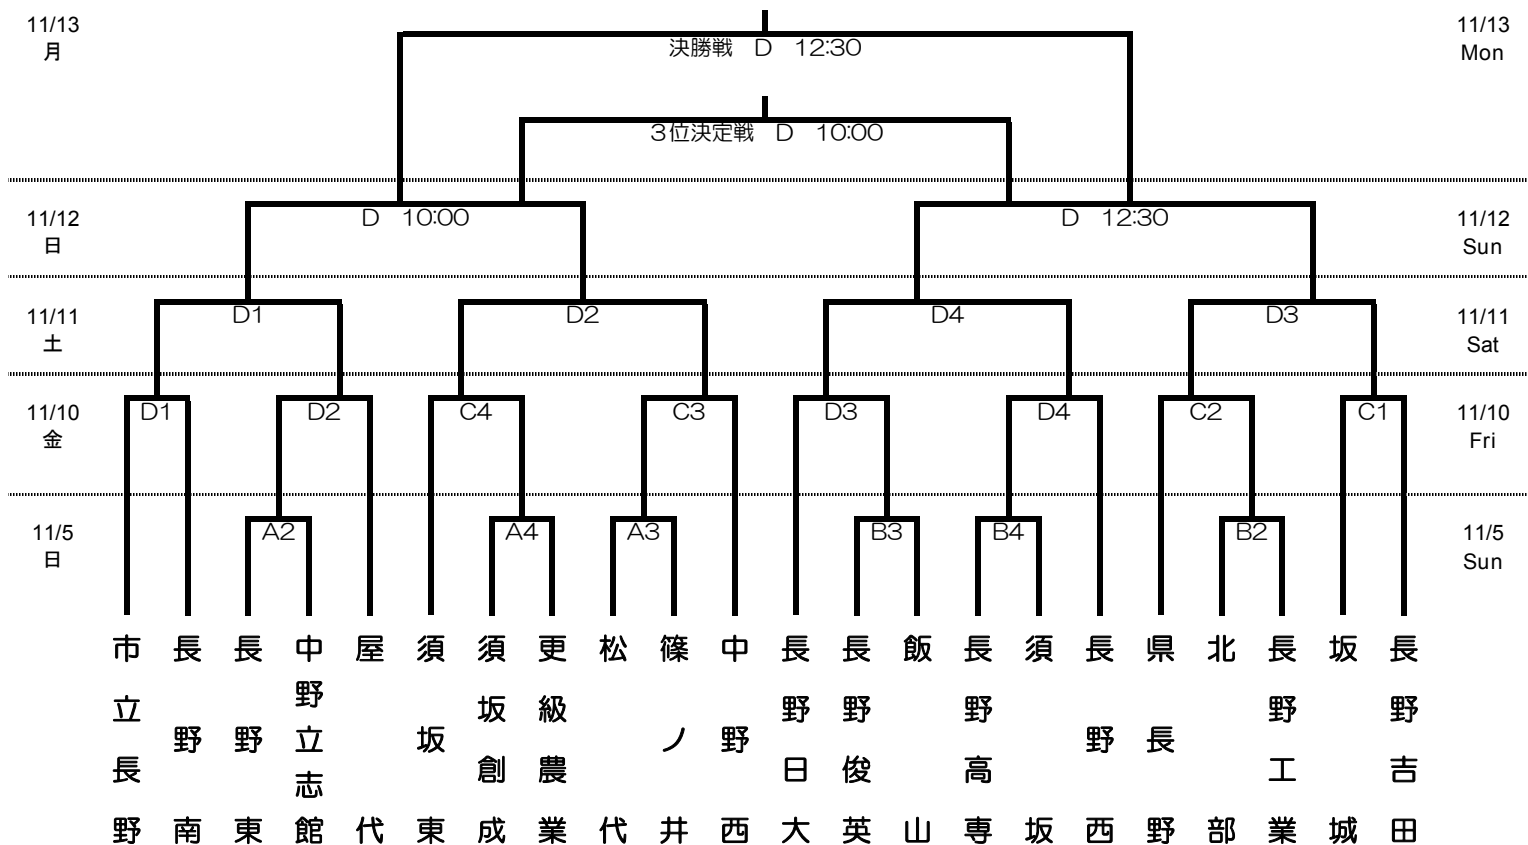 11/13
月
決勝戦 D 12:30
11/13
Mon
3位決定戦 D 10:00
11/12
日
D 10:00
D 12:30
11/12
Sun
11/11
土
D1
D2
D4
D3
11/11
Sat
11/10
金
D1
D2
C4
C3
D3
D4
C2
C1
11/10
Fri
11/5
日
A2
A4
A3
B3
B4
B2
11/5
Sun
市立長野
長野南
長野東
中野立志館
屋代
須坂東
須坂創成
更級農業
松代
篠ノ井
中野西
長野日大
長野俊英
飯山
長野高専
須坂
長野西
県長野
北部
長野工業
坂城
長野吉田